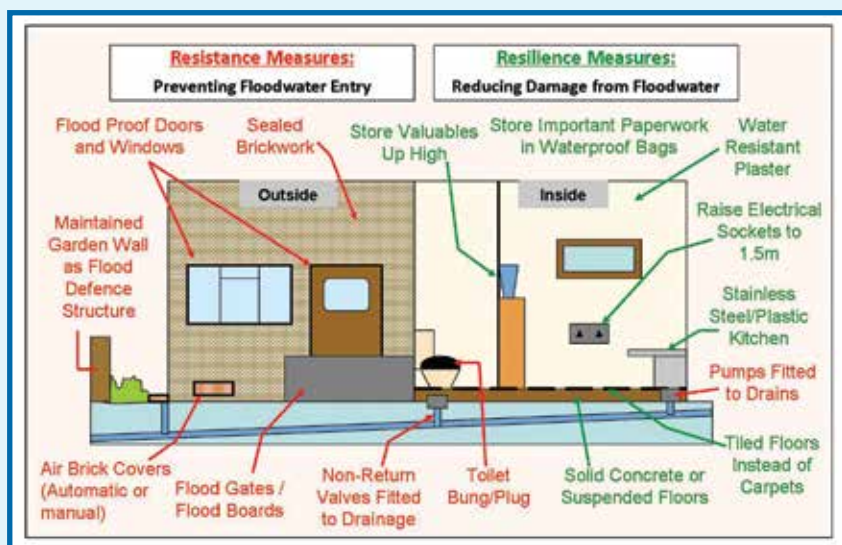 Resistance Measures:
Preventing Floodwater Entry
Resilience Measures:
Reducing Damage from Floodwater
Flood Proof Doors
and Windows
Sealed
Brickwork
Store Valuables
Up High
Store Important Paperwork
in Waterproof Bags
Water
Resistant
Plaster
Outside
Inside
Maintained
Garden Wall
as Flood
Defence
Structure
Raise Electrical
Sockets to
1.5m
Stainless
Steel/Plastic
Kitchen
Pumps Fitted
to Drains
Air Brick Covers
(Automatic or
manual)
Flood Gates /
Flood Boards
Non-Return
Valves Fitted
to Drainage
Toilet
Bung/Plug
Solid Concrete or
Suspended Floors
Tiled Floors
Instead of
Carpets